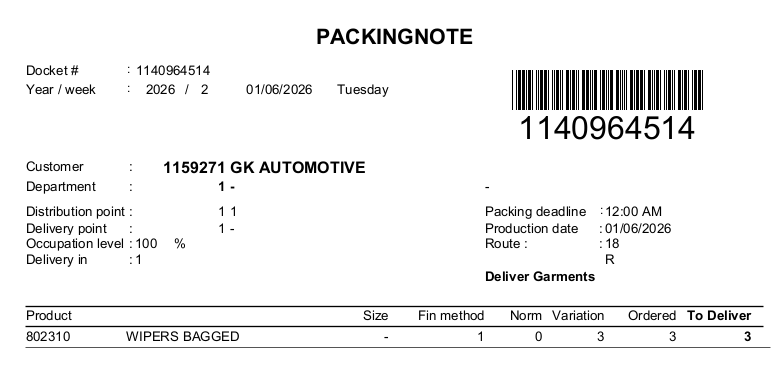 PACKINGNOTE
Docket # : 1140964514
Year / week : 2026 / 2 01/06/2026 Tuesday
1140964514
Customer : 1159271 GK AUTOMOTIVE
Department : 1 - -
Distribution point : 1 1 Packing deadline : 12:00 AM
Delivery point : 1 - Production date : 01/06/2026
Occupation level : 100 % Route : : 18
Delivery in : 1 R
Deliver Garments
Product Size Fin method Norm Variation Ordered To Deliver
802310 WIPERS BAGGED - 1 0 3 3 3